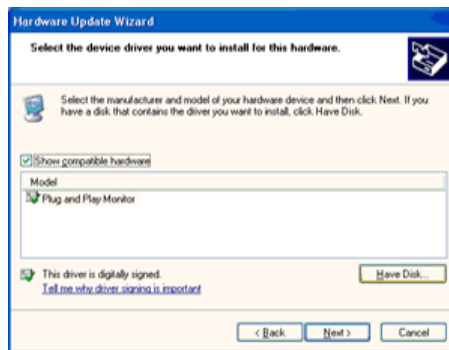 Hardware Update Wizard
Select the device driver you want to install for this hardware.
Select the manufacturer and model of your hardware device and then click Next. If you
have a disk that contains the driver you want to install, click Have Disk.
Show compatible hardware
Model
Plug and Play Monitor
This driver is digitally signed.
Have Disk...
Tell me why driver signing is important
< Back
Next >
Cancel